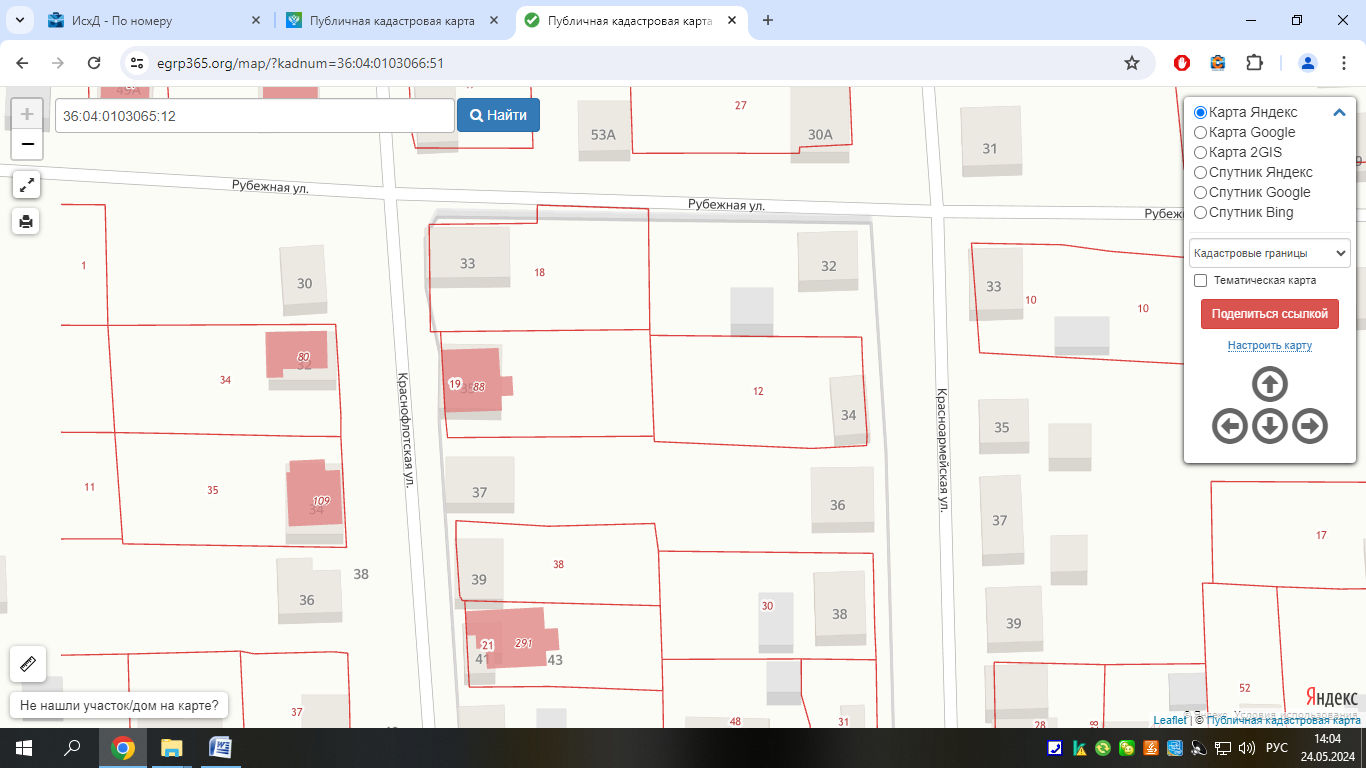 ИсхД - По номеру
Публичная кадастровая карта
Публичная кадастровая карта
egrp365.org/map/?kadnum=36:04:0103066:51
49А
36:04:0103065:12
Найти
53А
27
30А
31
Карта Яндекс
Карта Google
Карта 2GIS
Спутник Яндекс
Спутник Google
Спутник Bing
Кадастровые границы
Тематическая карта
Поделиться ссылкой
Настроить карту
Рубежная ул.
Рубежная ул.
1
30
33
18
32
33
10
10
80
32
34
19
88
12
34
Краснофлотская ул.
Красноармейская ул.
35
11
35
109
34
37
36
37
17
38
36
39
38
30
38
39
21
291
41
43
37
48
31
28
52
Яндекс
Условия использования
Не нашли участок/дом на карте?
Leaflet | © Публичная кадастровая карта
РУС
14:04
24.05.2024